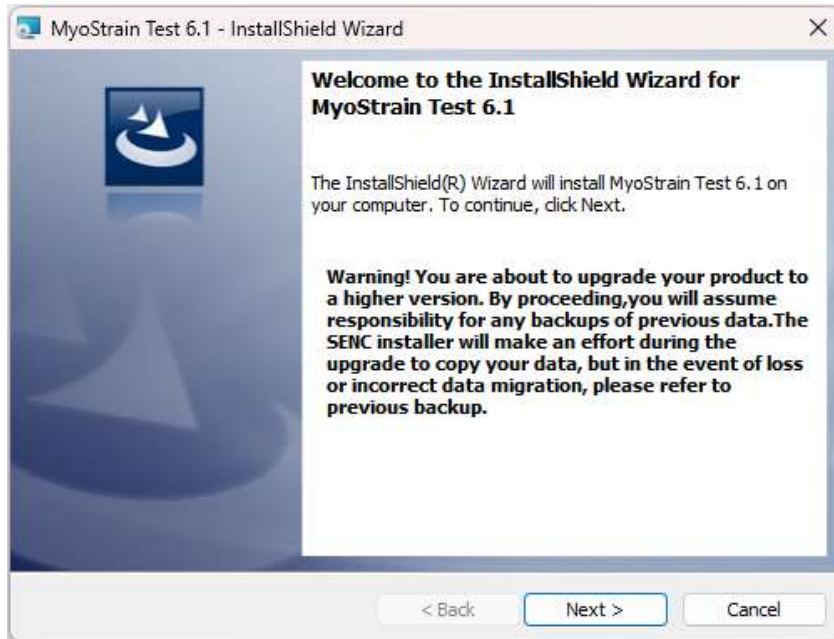 MyoStrain Test 6.1 - InstallShield Wizard
Welcome to the InstallShield Wizard for
MyoStrain Test 6.1
The InstallShield(R) Wizard will install MyoStrain Test 6.1 on
your computer. To continue, click Next.
Warning! You are about to upgrade your product to
a higher version. By proceeding,you will assume
responsibility for any backups of previous data.The
SENC installer will make an effort during the
upgrade to copy your data, but in the event of loss
or incorrect data migration, please refer to
previous backup.
< Back Next > Cancel